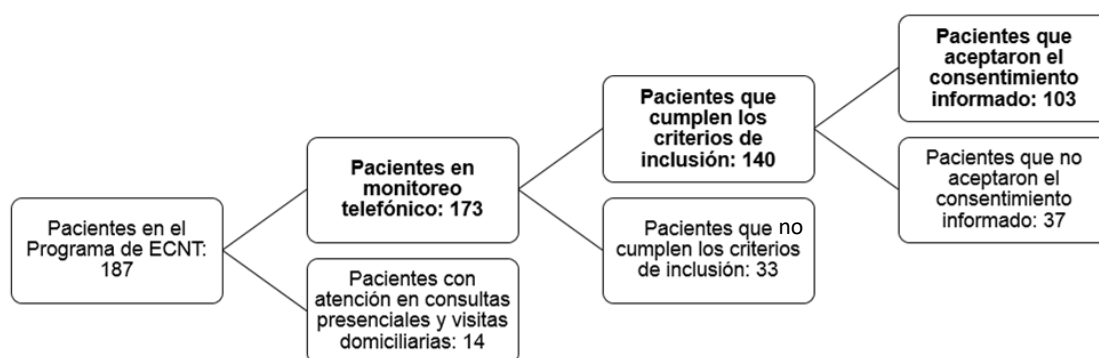 Pacientes en el
Programa de ECNT:
187
Pacientes en
monitoreo
telefónico: 173
Pacientes con
atención en consultas
presenciales y visitas
domiciliarias: 14
Pacientes que
cumplen los
criterios de
inclusión: 140
Pacientes que no
cumplen los criterios
de inclusión: 33
Pacientes que
aceptaron el
consentimiento
informado: 103
Pacientes que no
aceptaron el
consentimiento
informado: 37